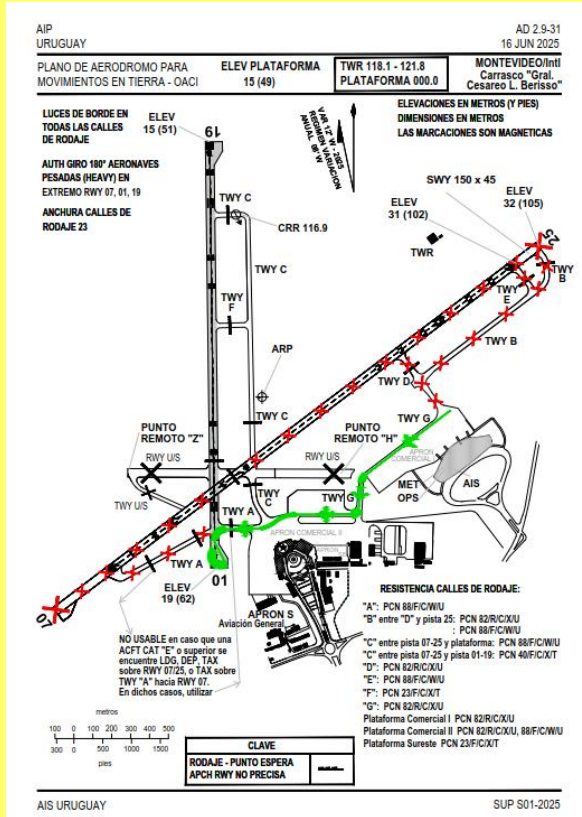 AIP
AD 2.9-31
URUGUAY
16 JUN 2025
PLANO DE AERODROMO PARA
MOVIMIENTOS EN TIERRA - OACI
ELEV PLATAFORMA
15 (49)
TWR 118.1 - 121.8
PLATAFORMA 000.0
MONTEVIDEO/Intl
Carrasco "Gral.
Cesareo L. Berisso"
LUCES DE BORDE EN
TODAS LAS CALLES
DE RODAJE
AUTH GIRO 180° AERONAVES
PESADAS (HEAVY) EN
EXTREMO RWY 07, 01, 19
ANCHURA CALLES DE
RODAJE 23
ELEV
15 (51)
19
VAR 12° W - 2025
REGIMEN VARIACION
ANUAL 06' W
ELEVACIONES EN METROS (Y PIES)
DIMENSIONES EN METROS
LAS MARCACIONES SON MAGNETICAS
SWY 150 x 45
ELEV
31 (102)
ELEV
32 (105)
25
TWR
TWY C
CRR 116.9
TWY C
TWY
F
TWY
B
TWY
E
TWY B
ARP
TWY D
TWY C
TWY G
PUNTO
REMOTO "Z"
PUNTO
REMOTO "H"
RWY U/S
RWY U/S
APRON
COMERCIAL I
TWY U/S
TWY
C
TWY G
MET
OPS
AIS
TWY A
APRON COMERCIAL II
APRON
TWY A
01
ELEV
19 (62)
07
APRON S
Aviación General
NO USABLE en caso que una
ACFT CAT "E" o superior se
encuentre LDG, DEP, TAX
sobre RWY 07/25, o TAX sobre
TWY "A" hacia RWY 07.
En dichos casos, utilizar
RESISTENCIA CALLES DE RODAJE:
"A": PCN 88/F/C/W/U
"B" entre "D" y pista 25: PCN 82/R/C/X/U
: PCN 88/F/C/W/U
"C" entre pista 07-25 y plataforma: PCN 88/F/C/W/U
"C" entre pista 07-25 y pista 01-19: PCN 40/F/C/X/T
"D": PCN 82/R/C/X/U
"E": PCN 88/F/C/W/U
"F": PCN 23/F/C/X/T
"G": PCN 82/R/C/X/U
Plataforma Comercial I PCN 82/R/C/X/U
Plataforma Comercial II PCN 82/R/C/X/U, 88/F/C/W/U
Plataforma Sureste PCN 23/F/C/X/T
metros
100 0 100 200 300 400 500
300 0 500 1000 1500
pies
CLAVE
RODAJE - PUNTO ESPERA
APCH RWY NO PRECISA
AIS URUGUAY
SUP S01-2025